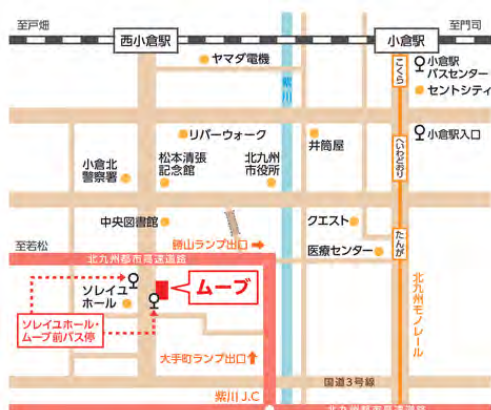 至戸畑
西小倉駅
小倉駅
至門司
ヤマダ電機
こくら
小倉駅
バスセンター
セントシティ
リバーウォーク
井筒屋
へいわどおり
小倉駅入口
小倉北
警察署
松本清張
記念館
北九州
市役所
中央図書館
クエスト
たんが
勝山ランプ出口
医療センター
至若松
北九州都市高速道路
ソレイユ
ホール
ムーブ
北九州モノレール
ソレイユホール・
ムーブ前バス停
大手町ランプ出口
国道3号線
紫川J.C
北九州都市高速道路